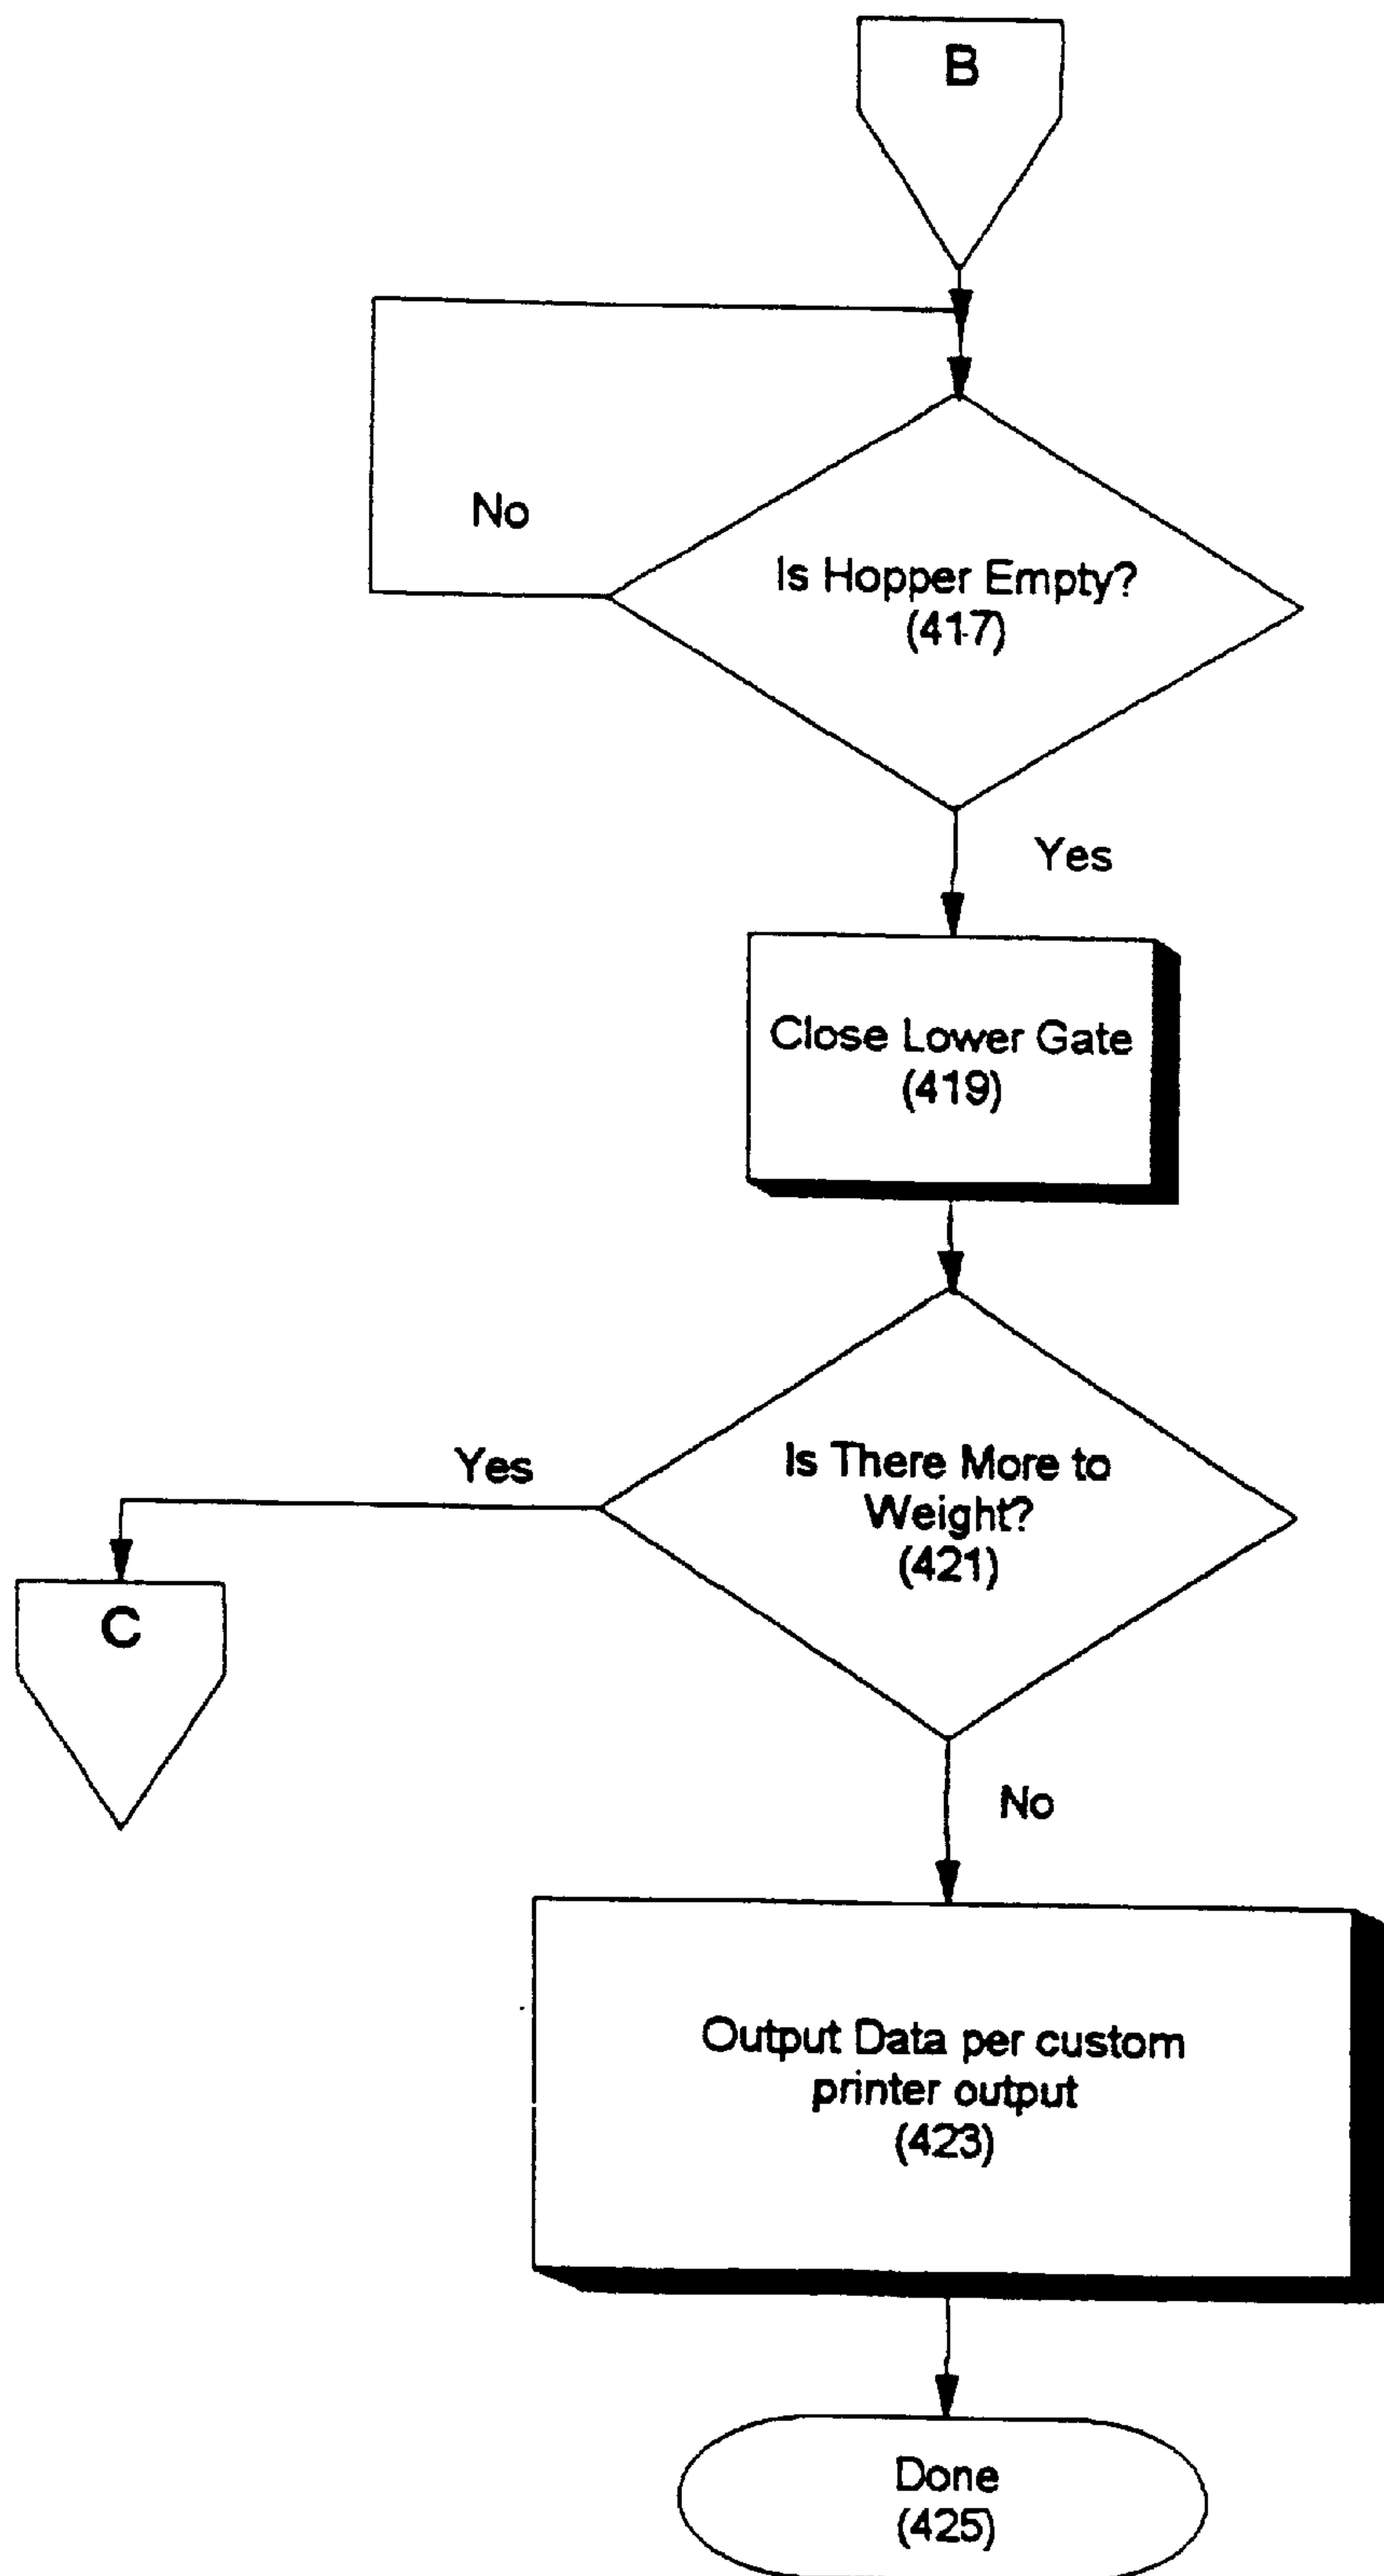 B
No
Is Hopper Empty?
(417)
Yes
Close Lower Gate
(419)
Is There More to
Weight?
(421)
Yes
C
No
Output Data per custom
printer output
(423)
Done
(425)